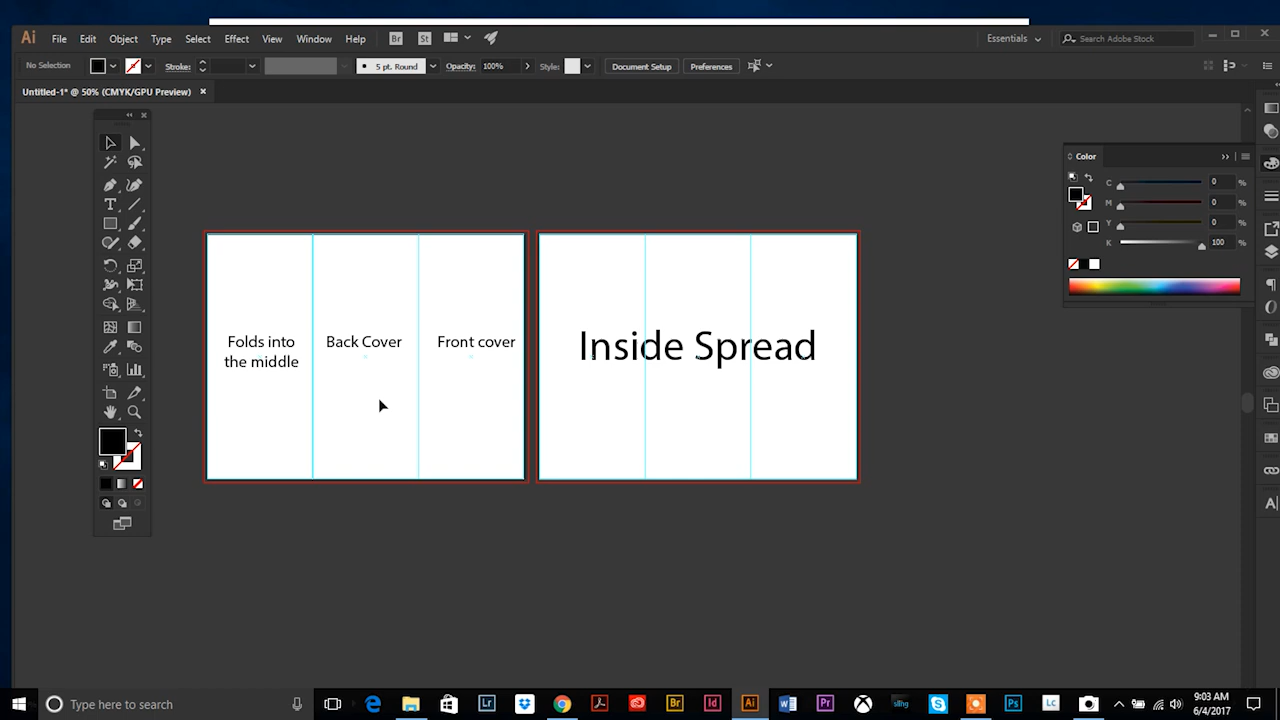 Ai File Edit Object Type Select Effect View Window Help Br St Essentials Search Adobe Stock
No Selection Stroke: 5 pt. Round Opacity: 100% Style: Document Setup Preferences
Untitled-1* @ 50% (CMYK/GPU Preview)
Color
C 0 %
M 0 %
Y 0 %
K 100 %
Folds into
the middle
Back Cover
Front cover
Inside Spread
Type here to search
Lr Br Id Ai Pr sling Ps LC
9:03 AM
6/4/2017